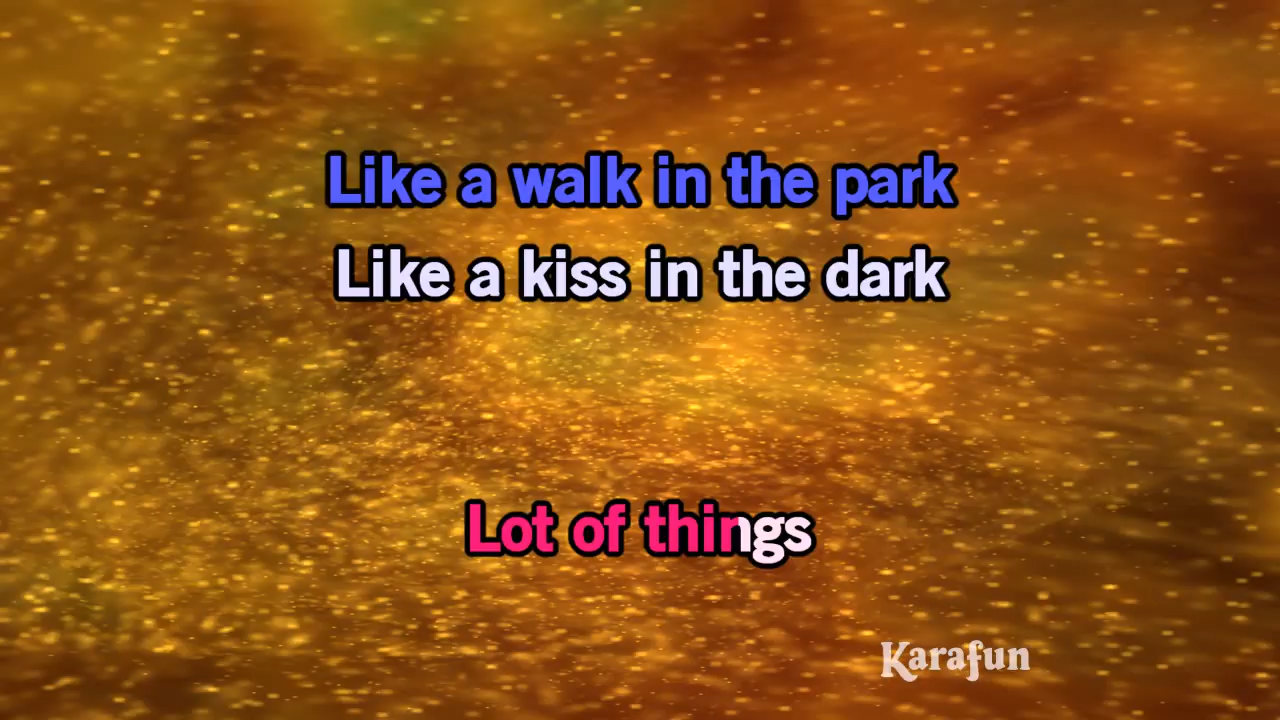 Like a walk in the park
Like a kiss in the dark
Lot of things
Karafun